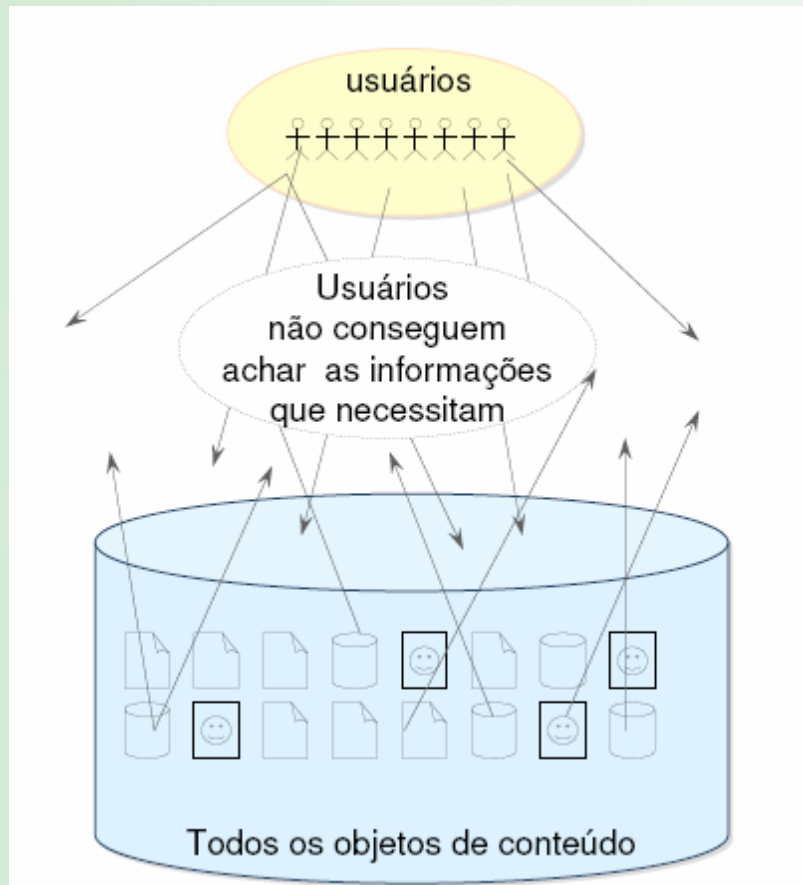 usuários
Usuários
não conseguem
achar as informações
que necessitam
Todos os objetos de conteúdo